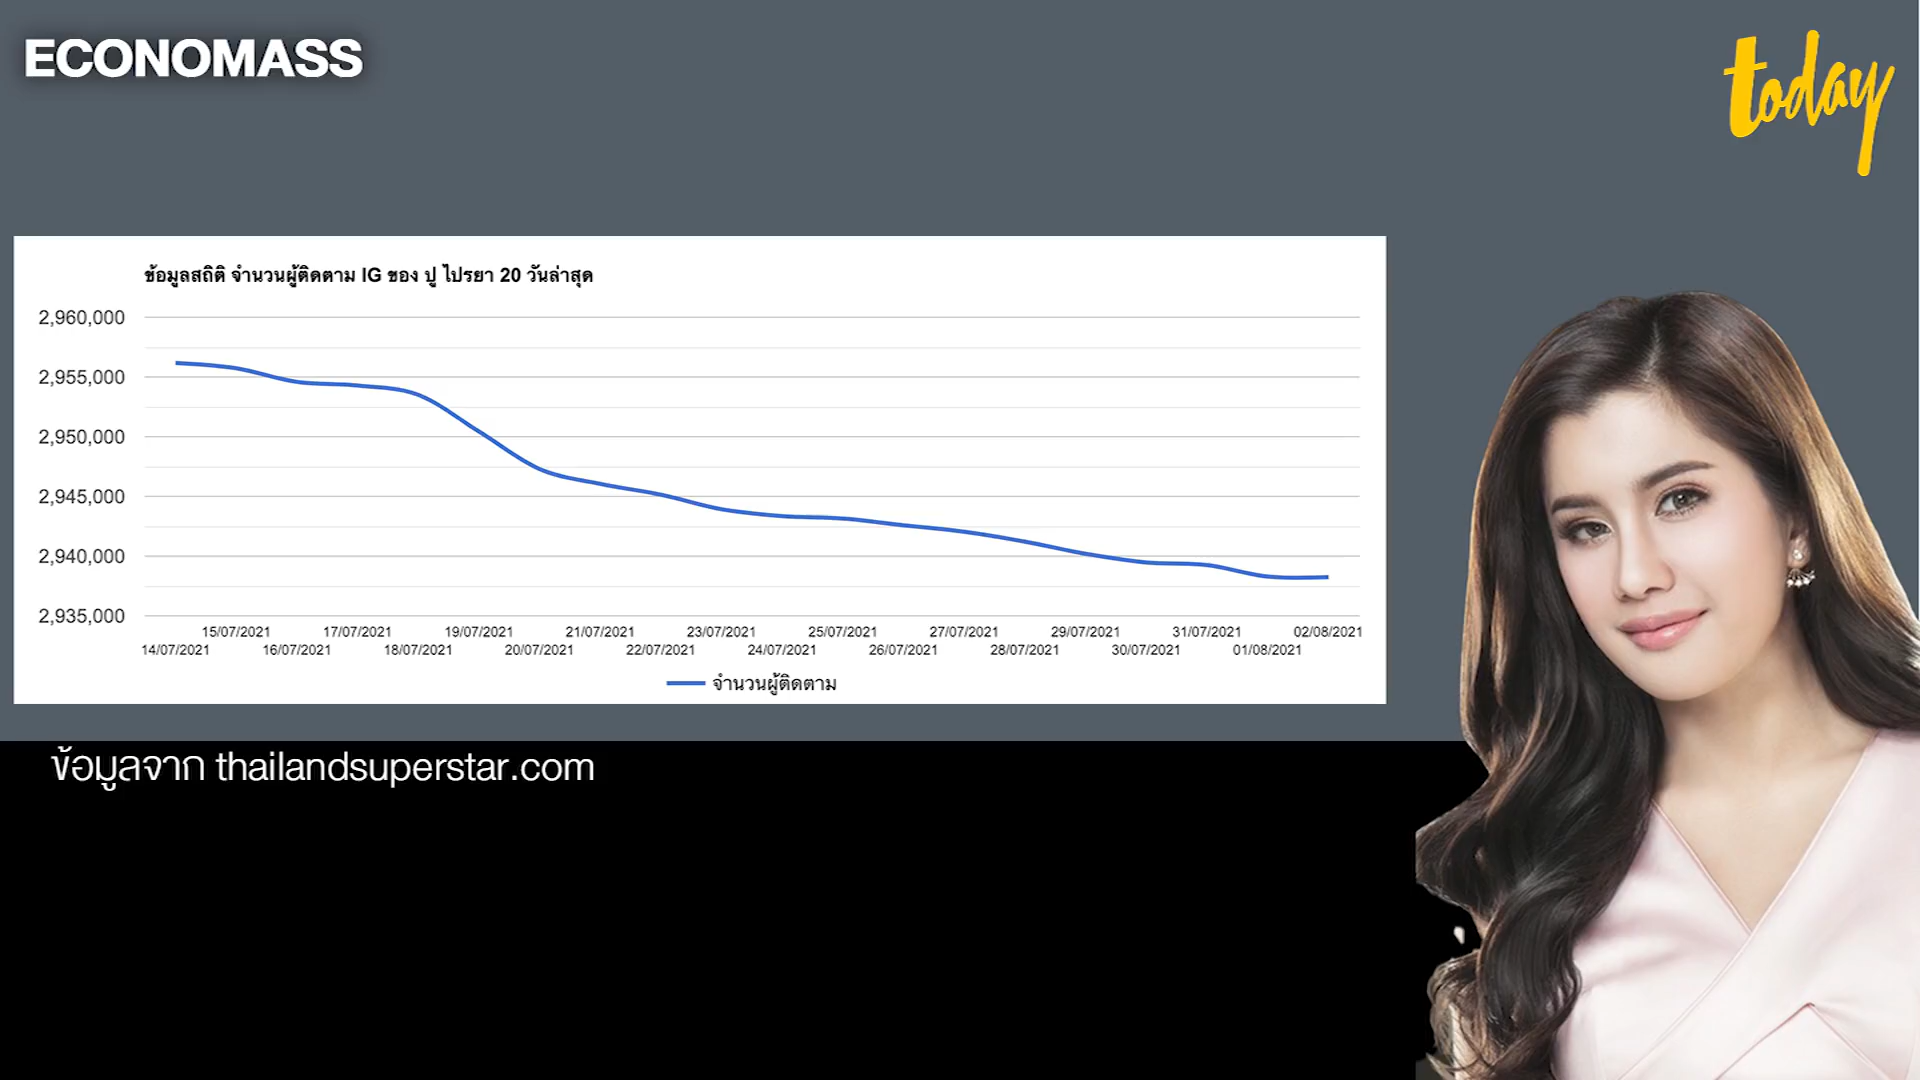 ECONOMASS
today
ข้อมูลสถิติ จำนวนผู้ติดตาม IG ของ ปู ไปรยา 20 วันล่าสุด
2,960,000
2,955,000
2,950,000
2,945,000
2,940,000
2,935,000
15/07/2021 17/07/2021 19/07/2021 21/07/2021 23/07/2021 25/07/2021 27/07/2021 29/07/2021 31/07/2021 02/08/2021
14/07/2021 16/07/2021 18/07/2021 20/07/2021 22/07/2021 24/07/2021 26/07/2021 28/07/2021 30/07/2021 01/08/2021
จำนวนผู้ติดตาม
ข้อมูลจาก thailandsuperstar.com